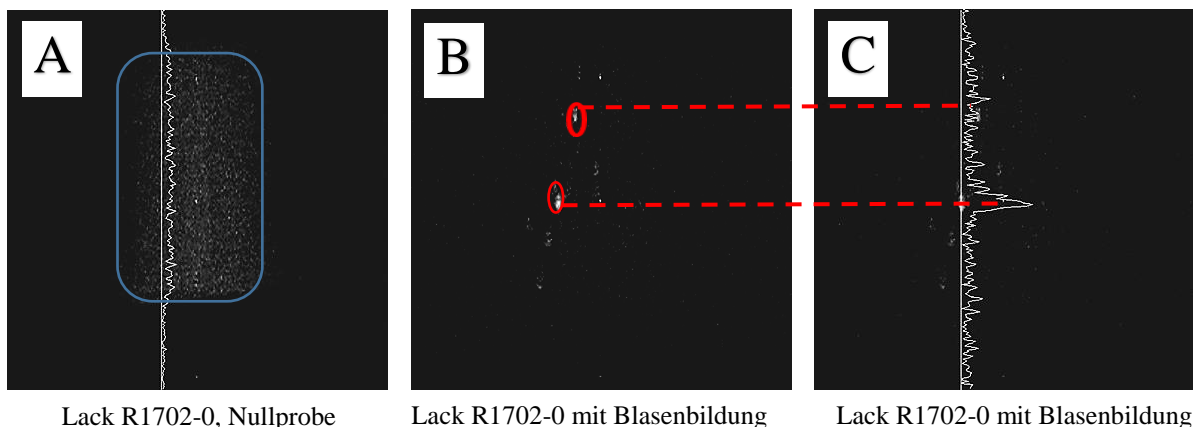 A
B
C
Lack R1702-0, Nullprobe
Lack R1702-0 mit Blasenbildung
Lack R1702-0 mit Blasenbildung